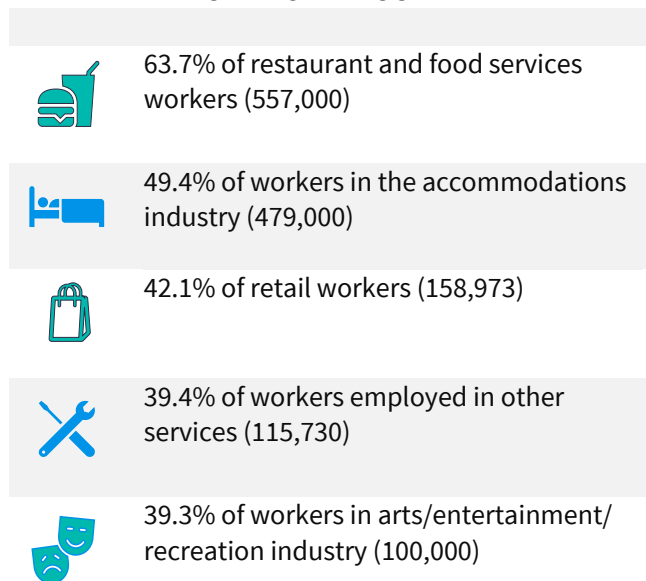 63.7% of restaurant and food services
workers (557,000)
49.4% of workers in the accommodations
industry (479,000)
42.1% of retail workers (158,973)
39.4% of workers employed in other
services (115,730)
39.3% of workers in arts/entertainment/
recreation industry (100,000)